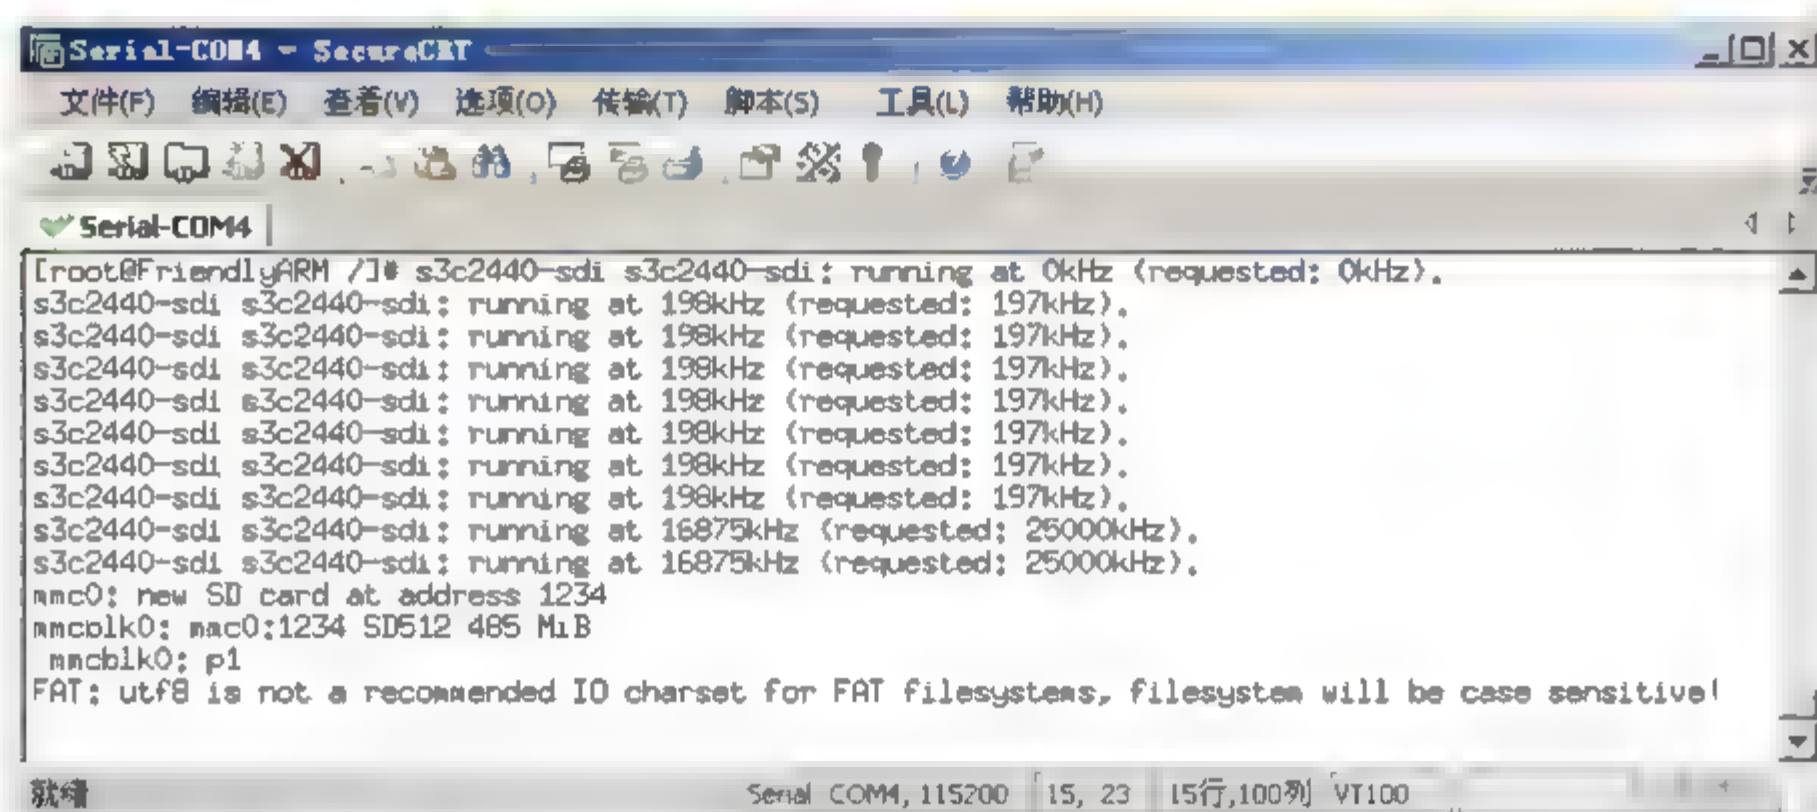 Serial-COM4 - SecureCRT
文件(F) 编辑(E) 查看(V) 选项(O) 传输(T) 脚本(S) 工具(L) 帮助(H)
Serial-COM4
[root@FriendlyARM /]# s3c2440-sdi s3c2440-sdi: running at 0kHz (requested: 0kHz).
s3c2440-sdi s3c2440-sdi: running at 198kHz (requested: 197kHz).
s3c2440-sdi s3c2440-sdi: running at 198kHz (requested: 197kHz).
s3c2440-sdi s3c2440-sdi: running at 198kHz (requested: 197kHz).
s3c2440-sdi s3c2440-sdi: running at 198kHz (requested: 197kHz).
s3c2440-sdi s3c2440-sdi: running at 198kHz (requested: 197kHz).
s3c2440-sdi s3c2440-sdi: running at 198kHz (requested: 197kHz).
s3c2440-sdi s3c2440-sdi: running at 198kHz (requested: 197kHz).
s3c2440-sdi s3c2440-sdi: running at 16875kHz (requested: 25000kHz).
s3c2440-sdi s3c2440-sdi: running at 16875kHz (requested: 25000kHz).
mmc0: new SD card at address 1234
mmcblk0: mmc0:1234 SD512 485 MiB
mmcblk0: p1
FAT: utf8 is not a recommended IO charset for FAT filesystems, filesystem will be case sensitive!
就绪 Serial COM4, 115200 15, 23 15行,100列 VT100